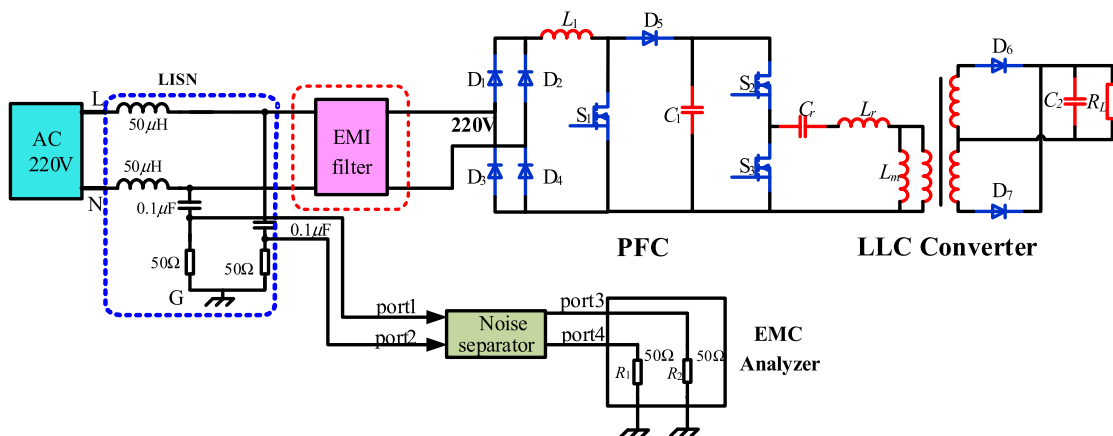 LISN
L
50μH
AC
220V
50μH
N
0.1μF
0.1μF
50Ω
50Ω
G
EMI
filter
220V
D1
D2
D3
D4
L1
S1
D5
C1
S2
S3
Cr
Lr
Lm
D6
D7
C2
RL
PFC
LLC Converter
port1
port2
Noise
separator
port3
port4
50Ω
50Ω
R1
R2
EMC
Analyzer